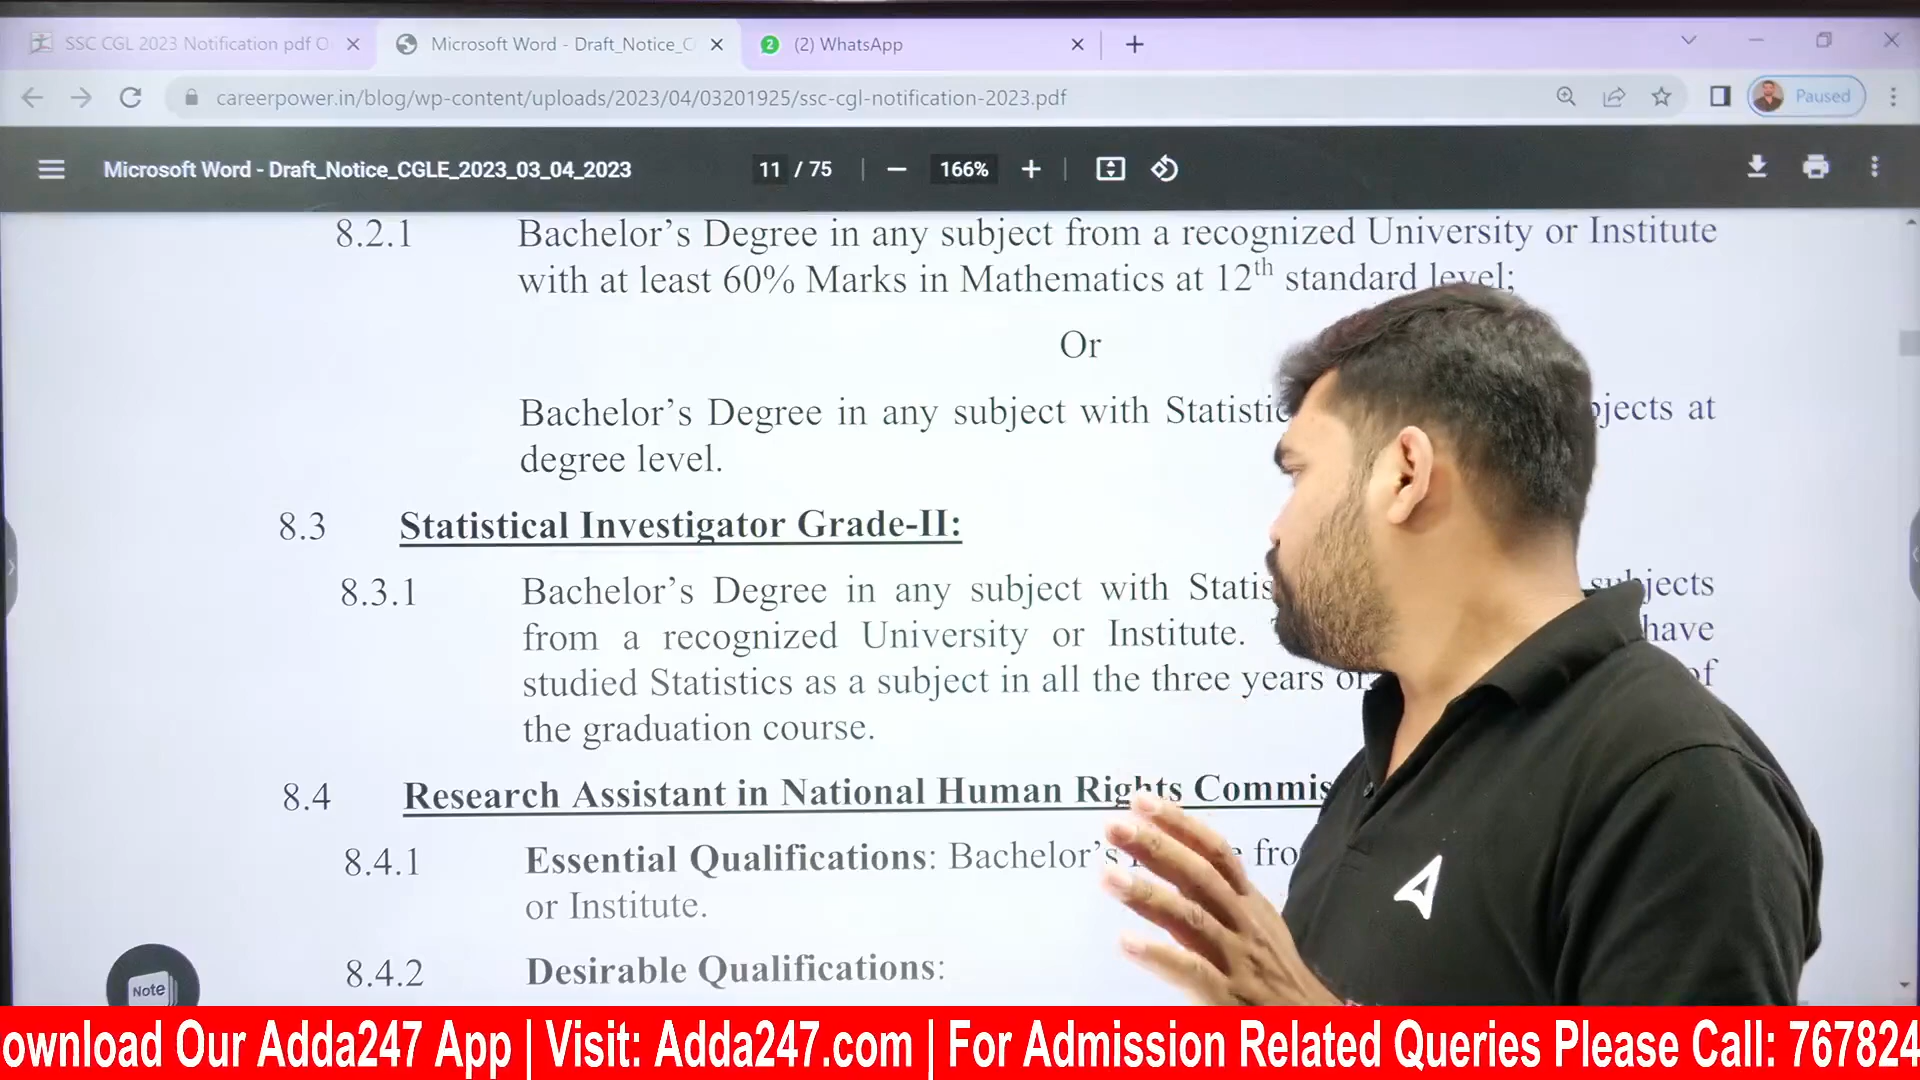 SSC CGL 2023 Notification pdf O
Microsoft Word - Draft_Notice_C
2
(2) WhatsApp
careerpower.in/blog/wp-content/uploads/2023/04/03201925/ssc-cgl-notification-2023.pdf
Paused
Microsoft Word - Draft_Notice_CGLE_2023_03_04_2023
11 / 75
166%
8.2.1 Bachelor’s Degree in any subject from a recognized University or Institute
with at least 60% Marks in Mathematics at 12th standard level;
Or
Bachelor’s Degree in any subject with at
degree level.
8.3 Statistical Investigator Grade-II:
8.3.1 Bachelor’s Degree in any subject with subjects
from a recognized University or Institute. have
studied Statistics as a subject in all the three years of
the graduation course.
8.4 Research Assistant in National Human Rights
8.4.1 Essential Qualifications: Bachelor’s
or Institute.
8.4.2 Desirable Qualifications:
Note
ownload Our Adda247 App | Visit: Adda247.com | For Admission Related Queries Please Call: 767824